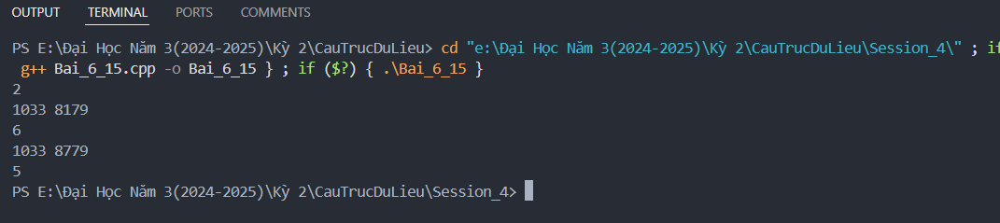 OUTPUT TERMINAL PORTS COMMENTS
PS E:\Đại Học Năm 3(2024-2025)\Kỳ 2\CauTrucDuLieu> cd "e:\Đại Học Năm 3(2024-2025)\Kỳ 2\CauTrucDuLieu\Session_4\" ; if
g++ Bai_6_15.cpp -o Bai_6_15 } ; if ($?) { .\Bai_6_15 }
2
1033 8179
6
1033 8779
5
PS E:\Đại Học Năm 3(2024-2025)\Kỳ 2\CauTrucDuLieu\Session_4>